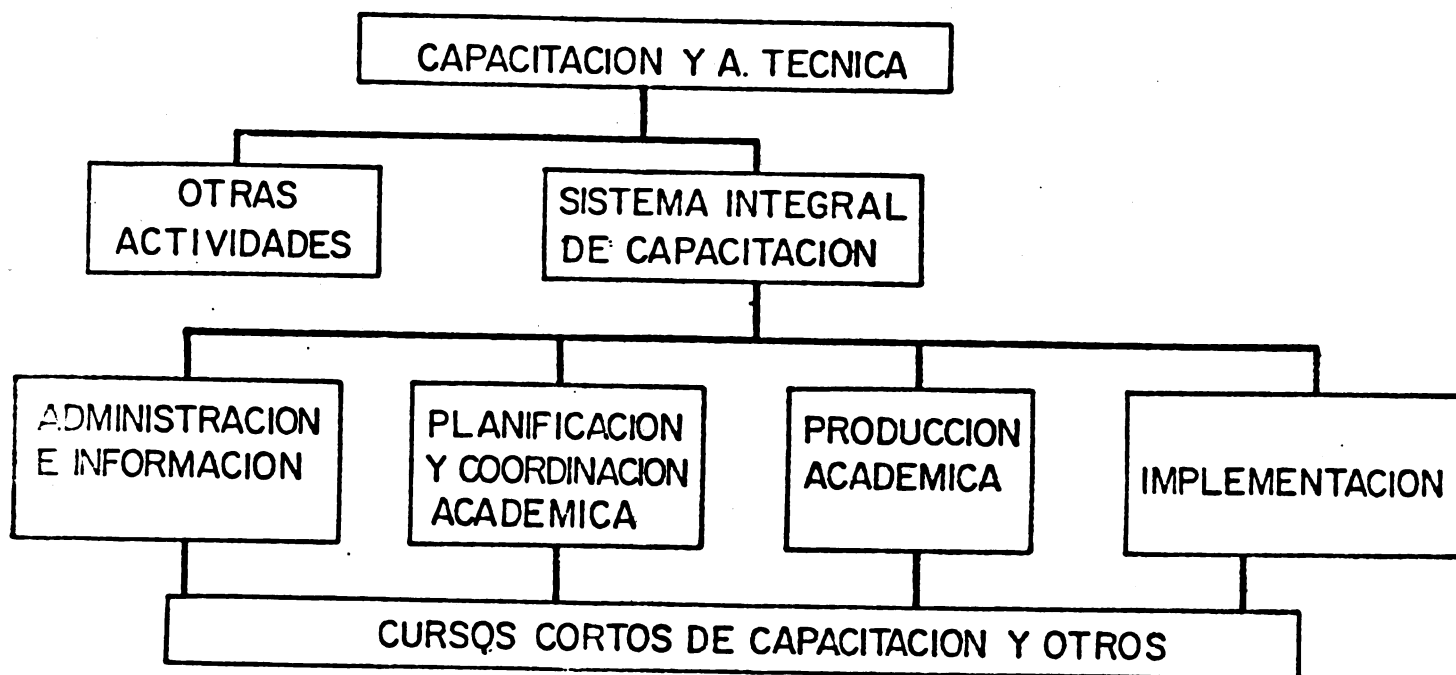 CAPACITACION Y A. TECNICA
OTRAS
ACTIVIDADES
SISTEMA INTEGRAL
DE CAPACITACION
ADMINISTRACION
E INFORMACION
PLANIFICACION
Y COORDINACION
ACADEMICA
PRODUCCION
ACADEMICA
IMPLEMENTACION
CURSOS CORTOS DE CAPACITACION Y OTROS